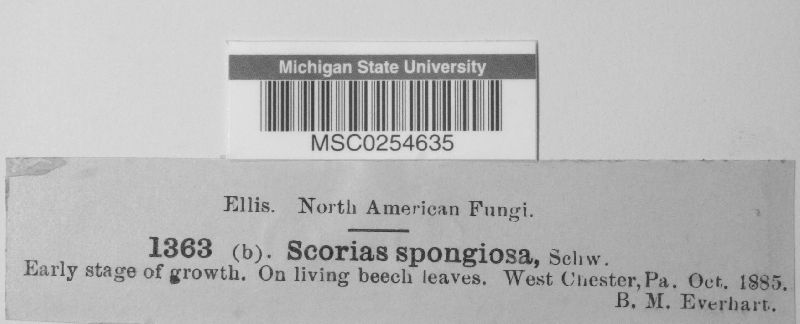 Michigan State University
MSC0254635
Ellis. North American Fungi.
1363 (b). Scorias spongiosa, Schw.
Early stage of growth. On living beech leaves. West Chester, Pa. Oct. 1885.
B. M. Everhart.